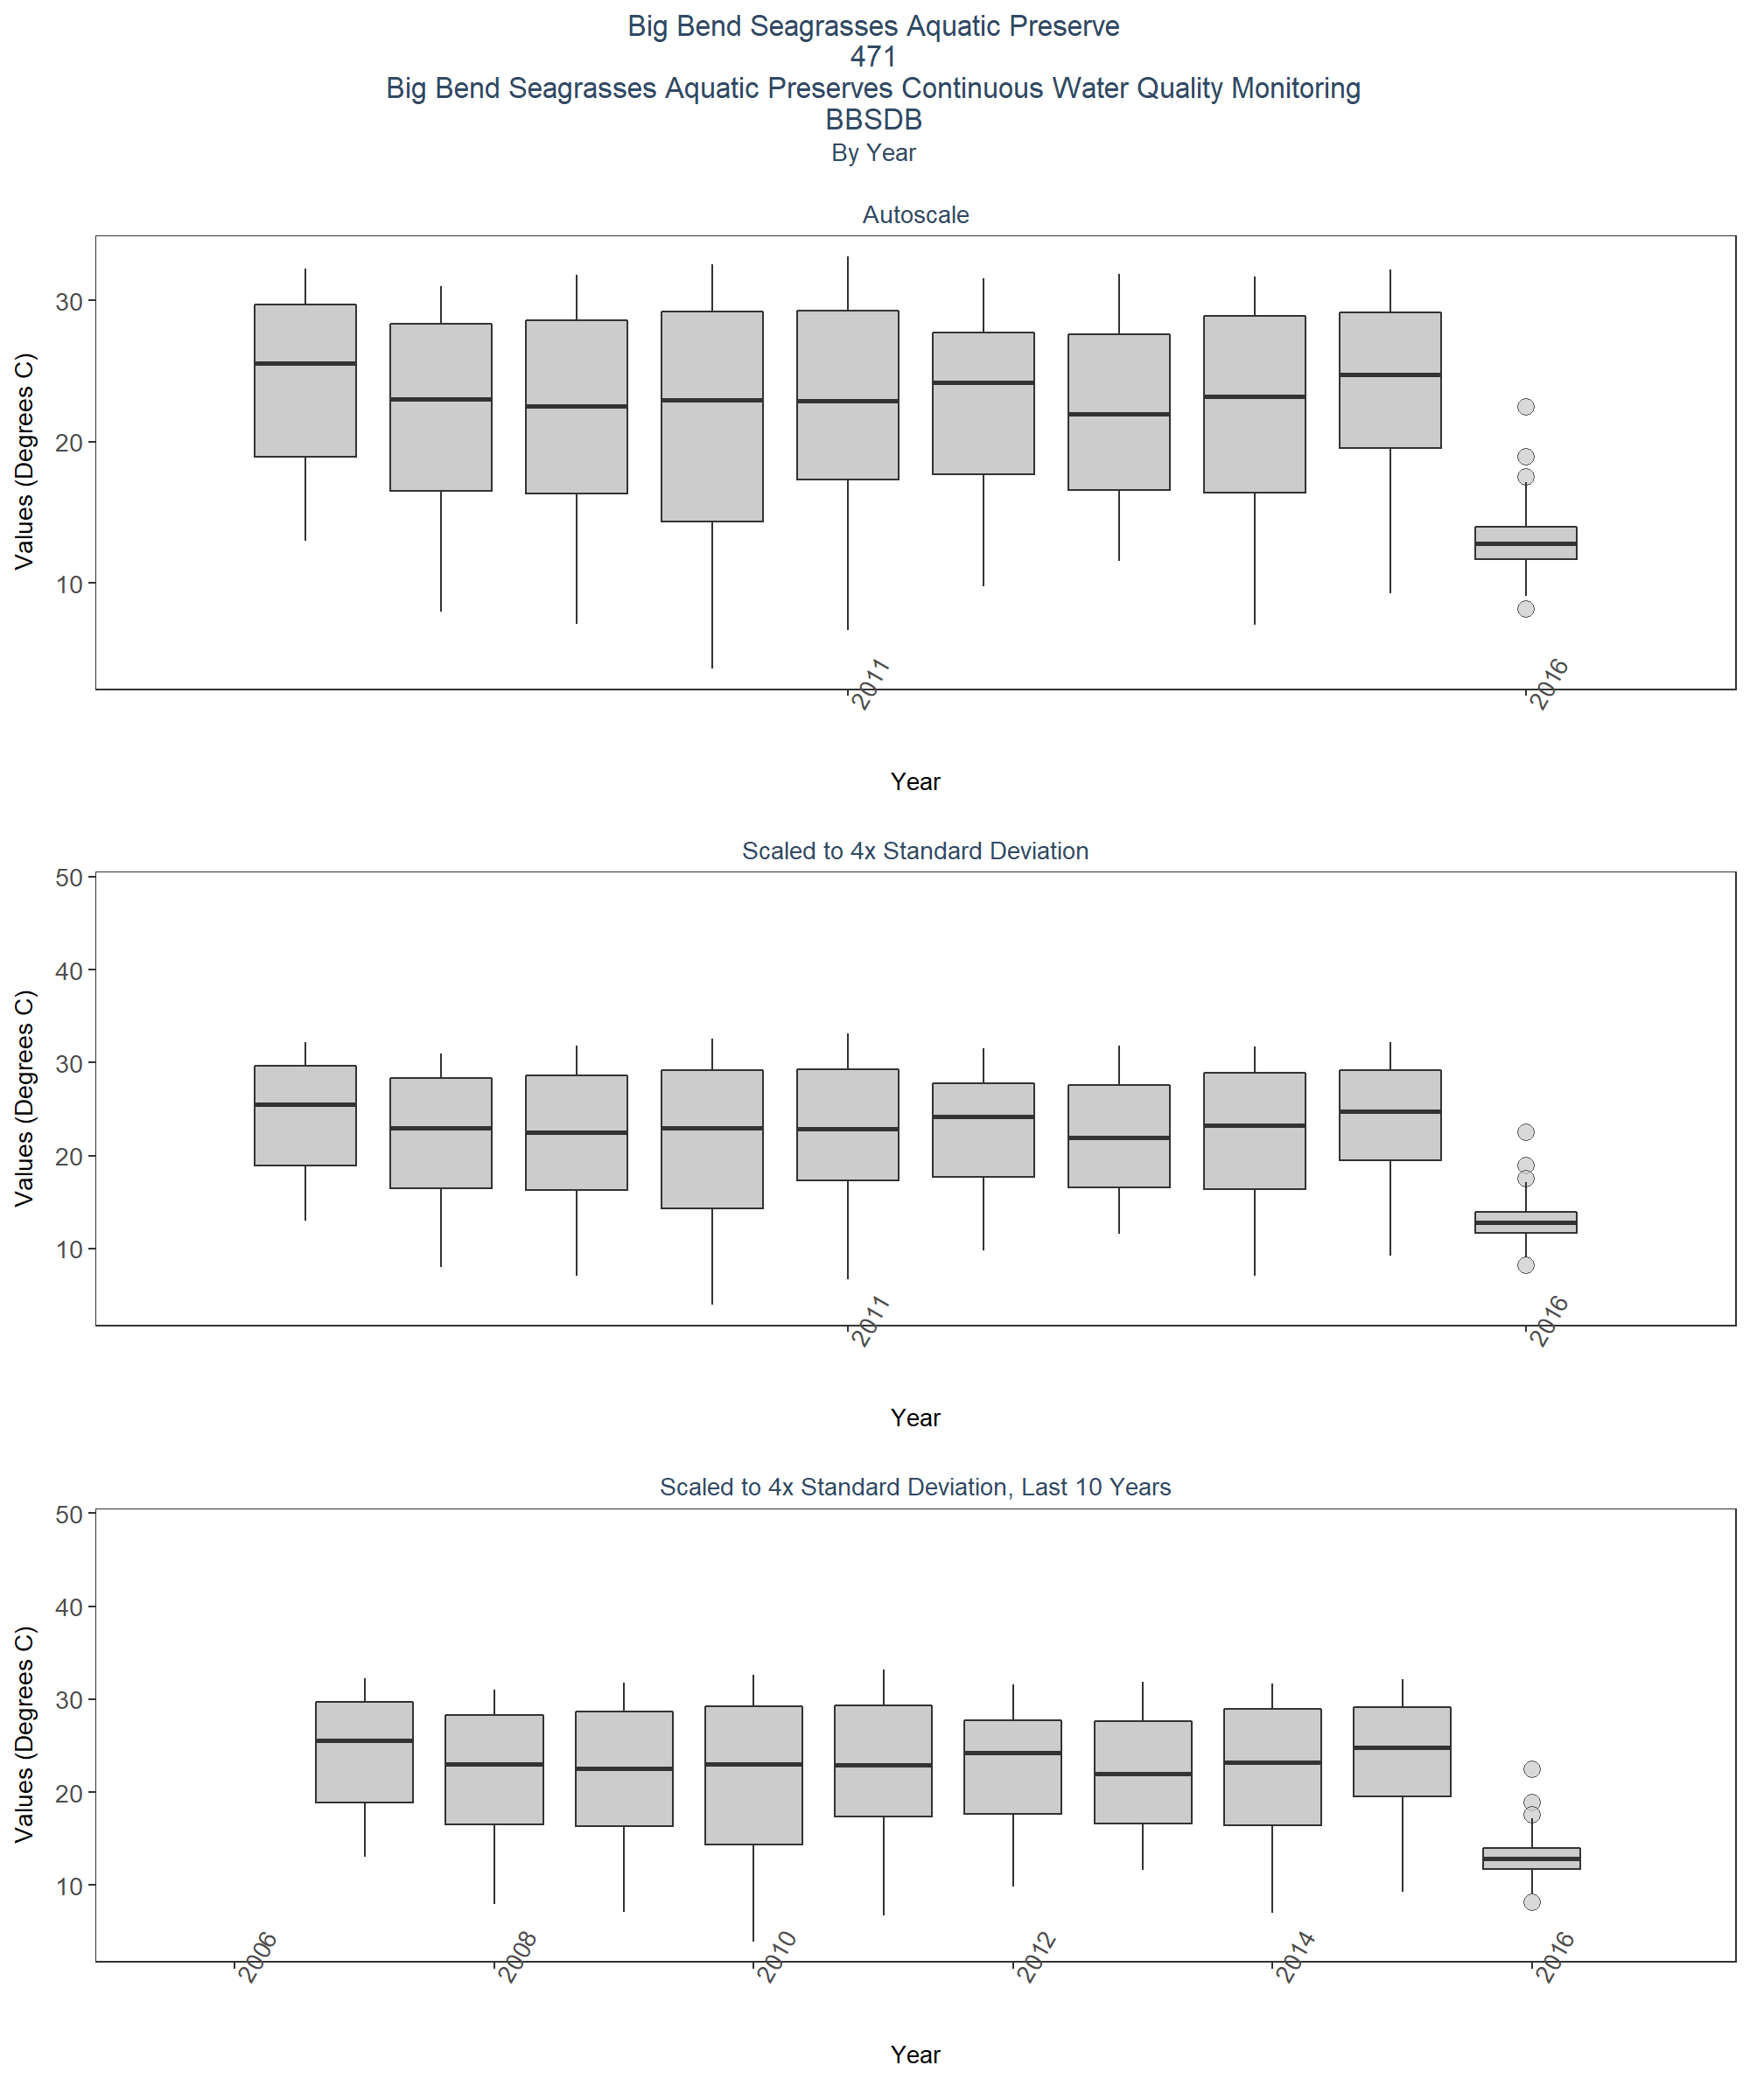 Big Bend Seagrasses Aquatic Preserve
471
Big Bend Seagrasses Aquatic Preserves Continuous Water Quality Monitoring
BBSDB
By Year
Autoscale
Values (Degrees C)
30
20
10
2011
2016
Year
Scaled to 4x Standard Deviation
Values (Degrees C)
50
40
30
20
10
2011
2016
Year
Scaled to 4x Standard Deviation, Last 10 Years
Values (Degrees C)
50
40
30
20
10
2006
2008
2010
2012
2014
2016
Year